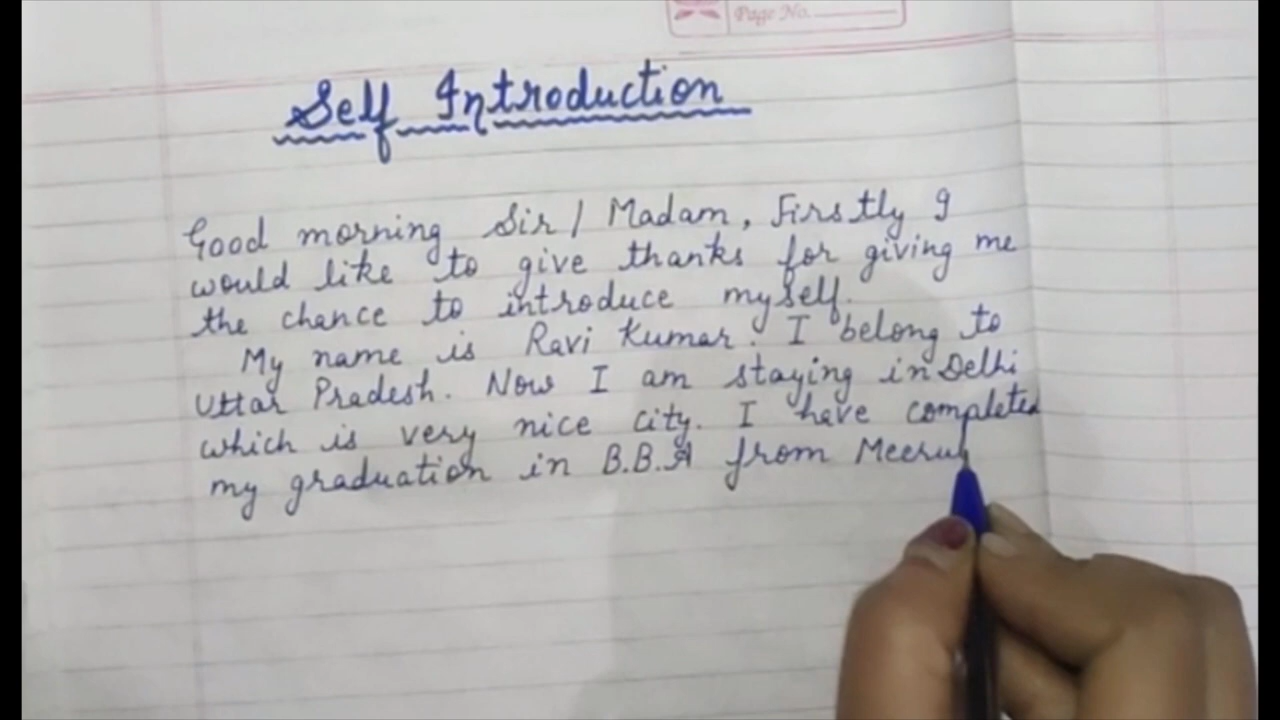 Page No.
Self Introduction
Good morning Sir / Madam, Firstly I
would like to give thanks for giving me
the chance to introduce myself.
My name is Ravi Kumar. I belong to
Uttar Pradesh. Now I am staying in Delhi
which is very nice city. I have completed
my graduation in B.B.A from Meeru